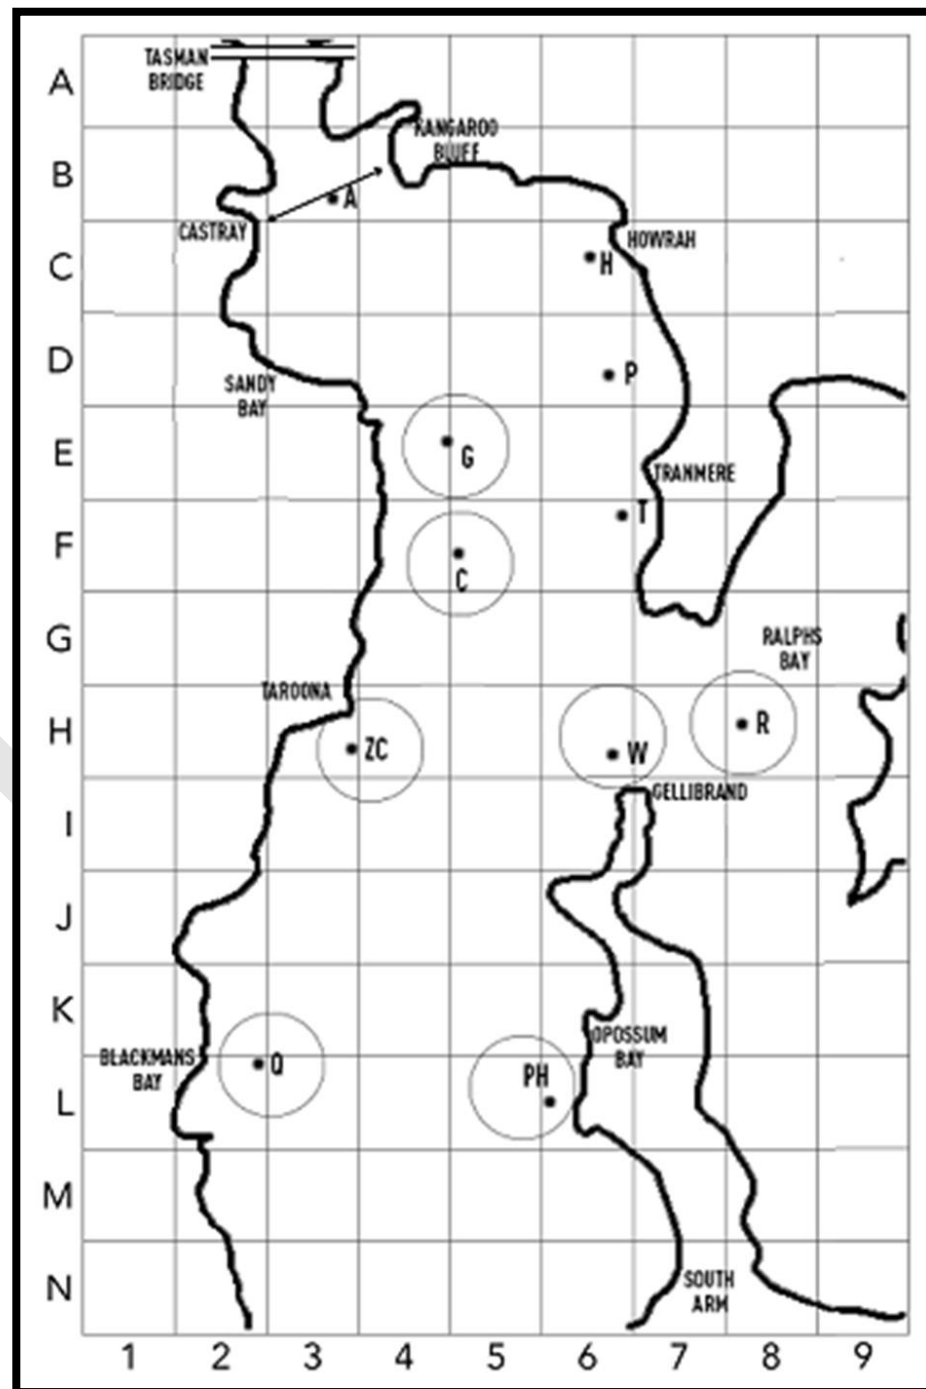 TASMAN
BRIDGE
A
KANGAROO
BLUFF
B
A
CASTRAY
HOWRAH
C
H
D
P
SANDY
BAY
E
G
TRANMERE
T
F
C
G
RALPHS
BAY
TAROONA
H
ZC
W
R
GELLIBRAND
I
J
K
OPOSSUM
BAY
BLACKMANS
BAY
Q
PH
L
M
N
SOUTH
ARM
1 2 3 4 5 6 7 8 9